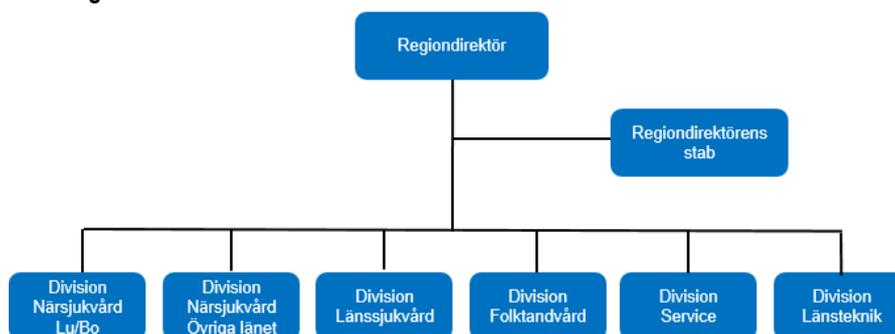 Regiondirektör
Regiondirektörens
stab
Division
Närsjukvård
Lu/Bo
Division
Närsjukvård
Övriga länet
Division
Länssjukvård
Division
Folktandvård
Division
Service
Division
Länsteknik